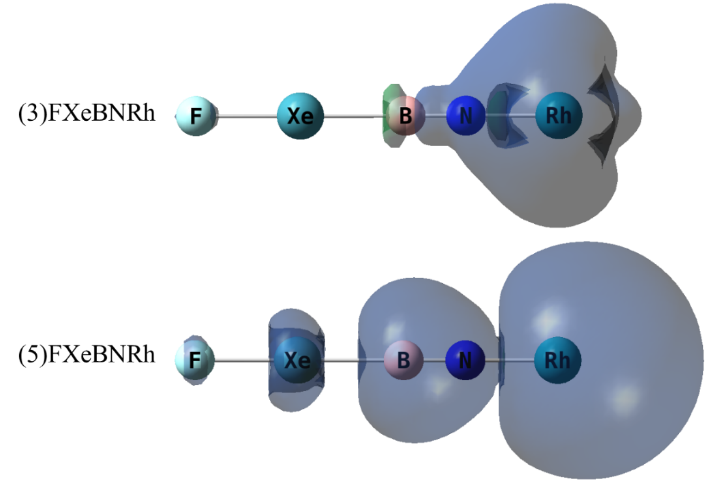 (3)FXeBNRh
F Xe B N Rh
(5)FXeBNRh
F Xe B N Rh